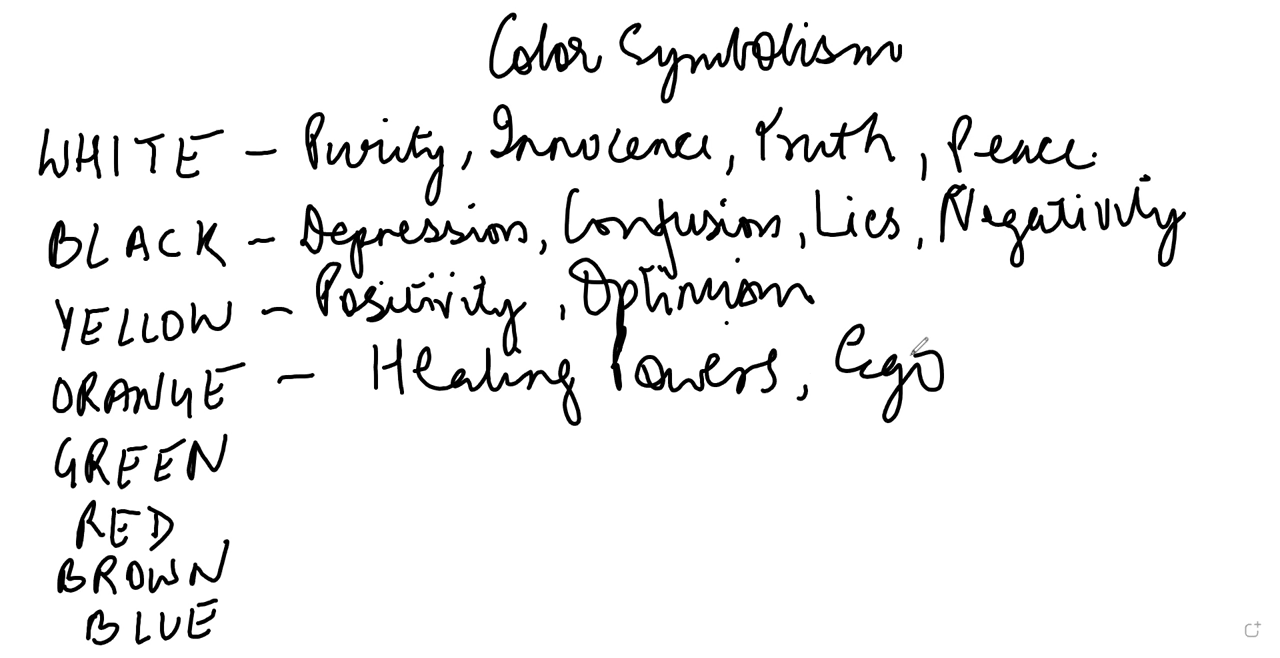 Color Symbolism
WHITE - Purity, Innocence, Truth, Peace.
BLACK - Depression, Confusion, Lies, Negativity
YELLOW - Positivity, Optimism
ORANGE - Healing Powers, Ego
GREEN
RED
BROWN
BLUE